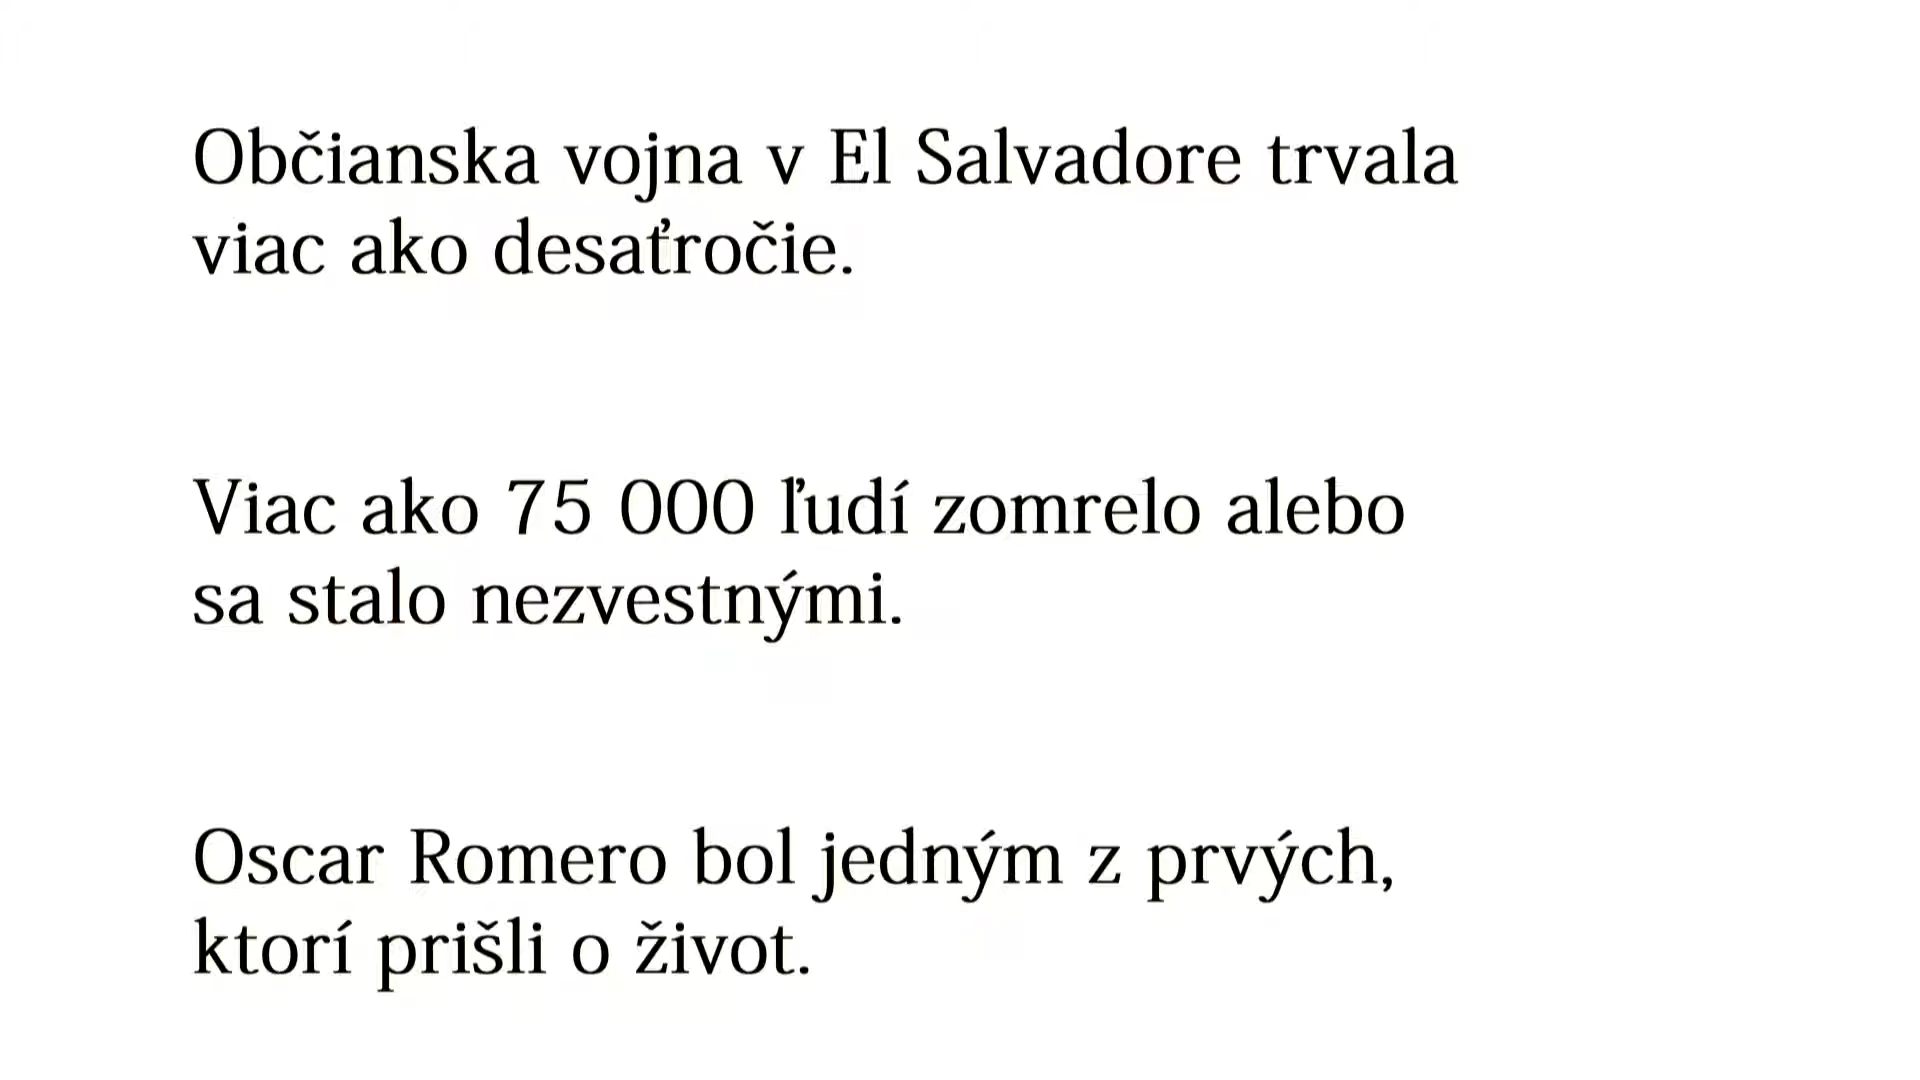 Občianska vojna v El Salvadore trvala
viac ako desaťročie.
Viac ako 75 000 ľudí zomrelo alebo
sa stalo nezvestnými.
Oscar Romero bol jedným z prvých,
ktorí prišli o život.